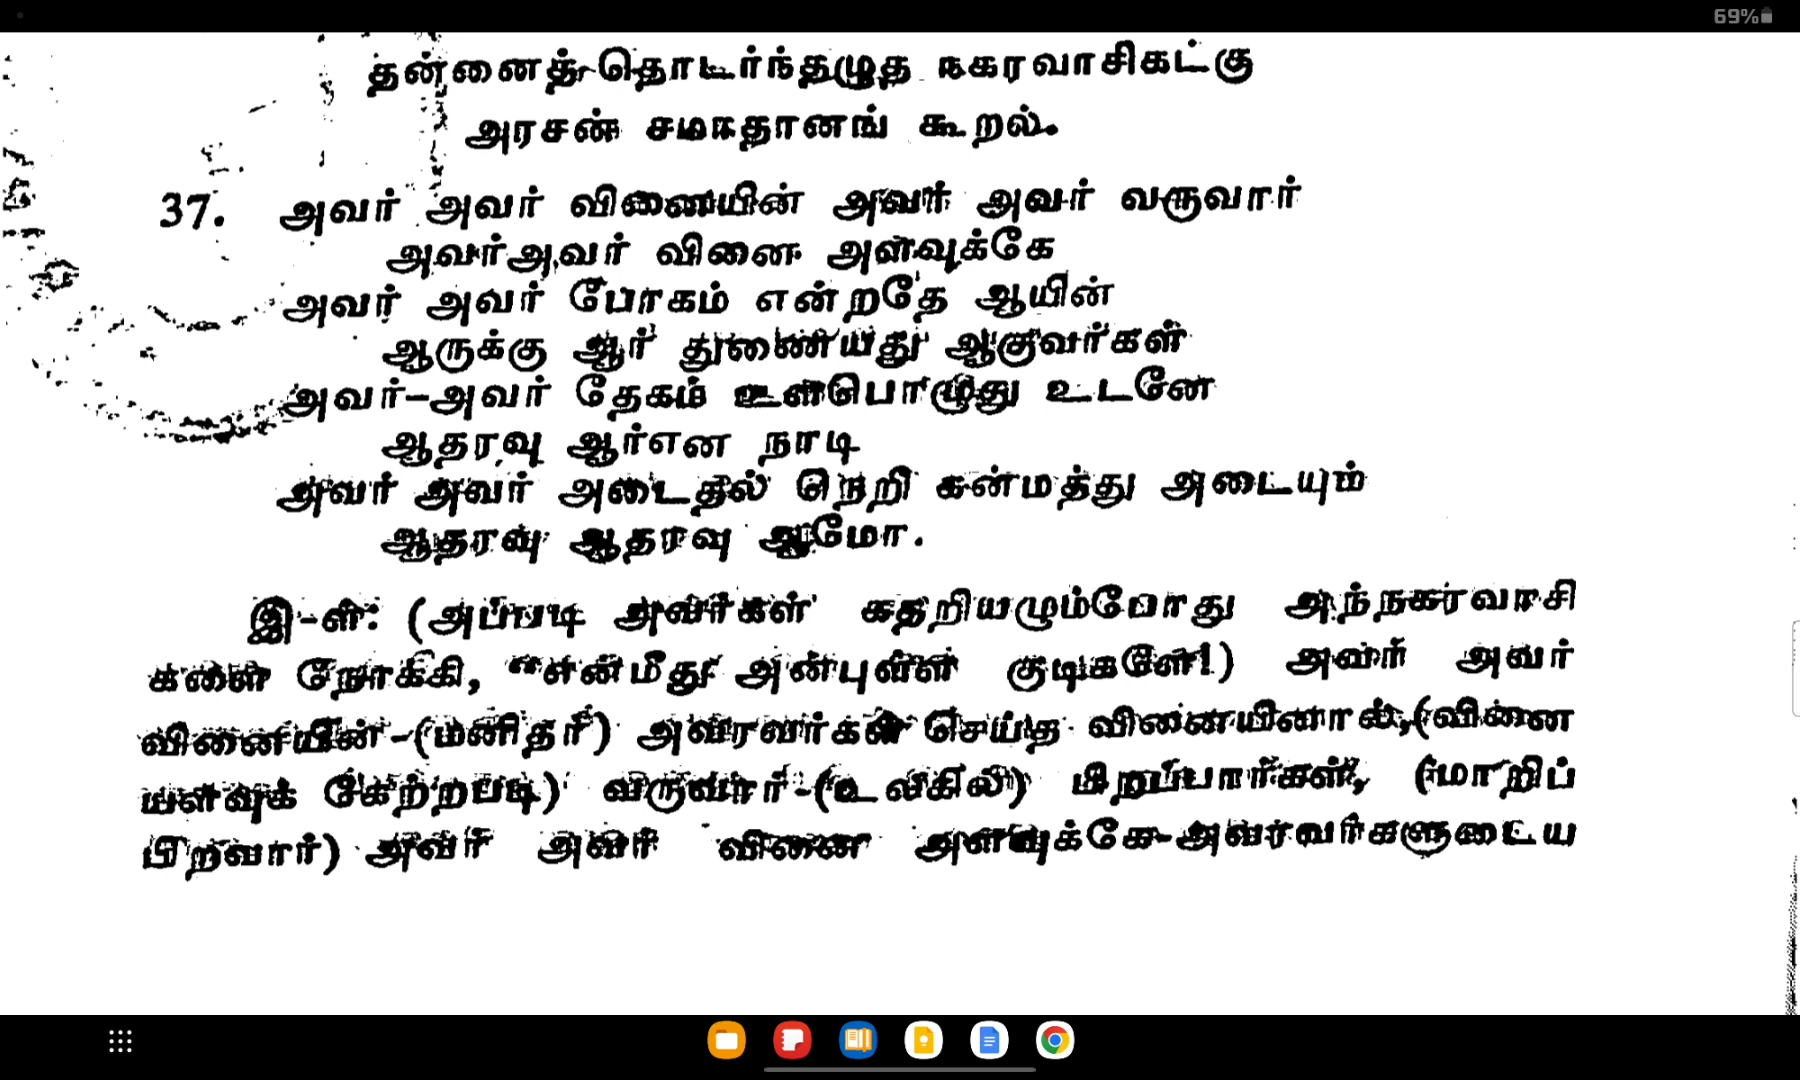 69%
தன்னைத் தொடர்ந்தழுத நகரவாசிகட்கு
அரசன் சமாதானங் கூறல்.
37. அவர் அவர் வினையின் அவர் அவர் வருவார்
அவர்அவர் வினை அளவுக்கே
அவர் அவர் போகம் என்றதே ஆயின்
ஆருக்கு ஆர் துணையது ஆகுவர்கள்
அவர்-அவர் தேகம் உள்பொழுது உடனே
ஆதரவு ஆர்என நாடி
அவர் அவர் அடைதல் நெறி கன்மத்து அடையும்
ஆதரவு ஆதரவு ஆமோ.
இ-ள்: (அப்படி அவர்கள் கதறியழும்போது அந்நகரவாசி
களை நோக்கி, "என்மீது அன்புள்ள குடிகளே!) அவர் அவர்
வினையின்-(மனிதர்) அவரவர்கள் செய்த வினையினால்,(வினை
யளவுக் கேற்றபடி) வருவார்-(உலகில்) பிறப்பார்கள், (மாறிப்
பிறவார்) அவர் அவர் வினை அளவுக்கே-அவரவர்களுடைய